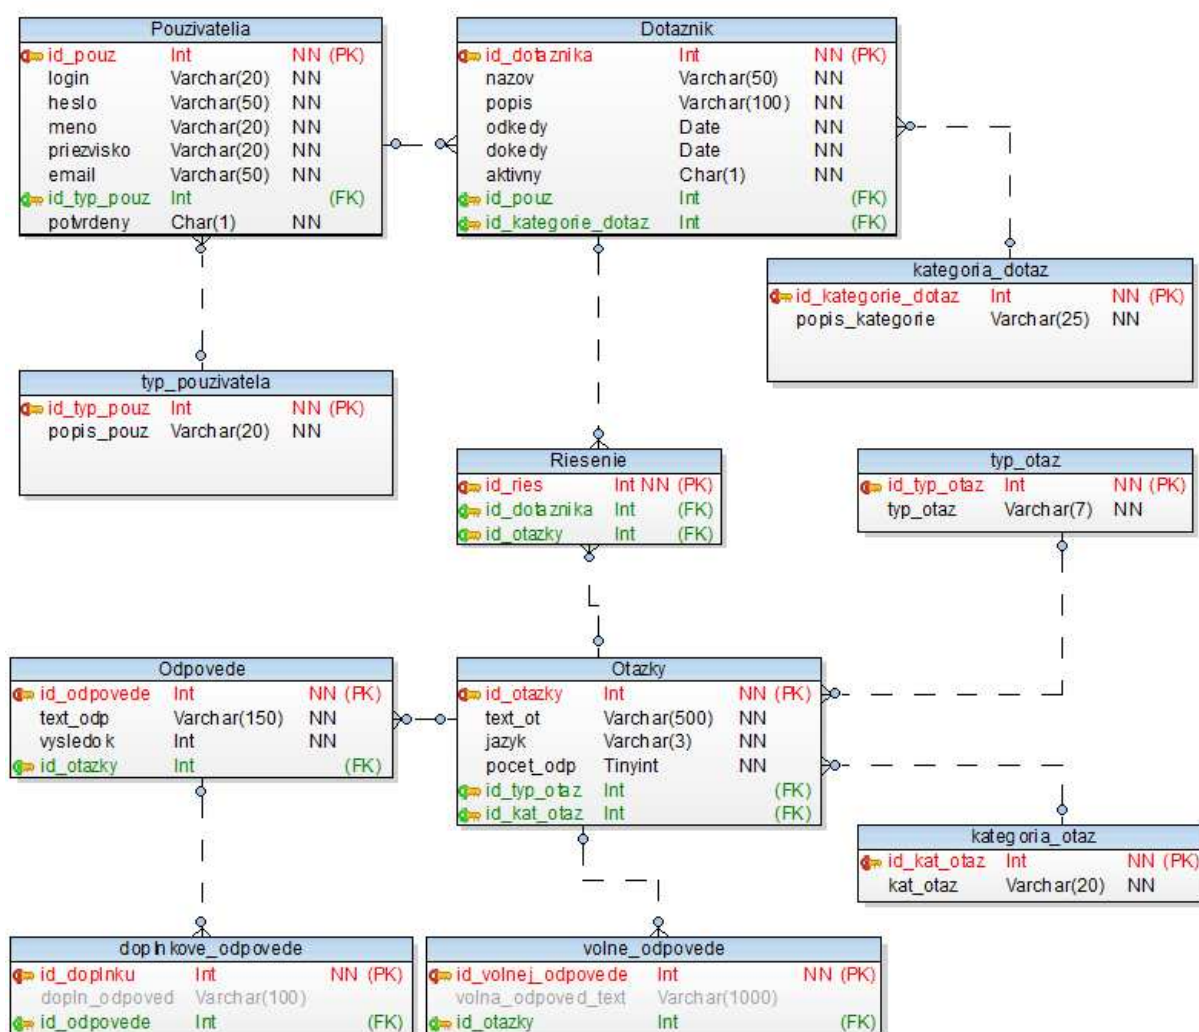 Pouzivatelia
id_pouz Int NN (PK)
login Varchar(20) NN
heslo Varchar(50) NN
meno Varchar(20) NN
priezvisko Varchar(20) NN
email Varchar(50) NN
id_typ_pouz Int (FK)
potvrdeny Char(1) NN
Dotaznik
id_dotaznika Int NN (PK)
nazov Varchar(50) NN
popis Varchar(100) NN
odkedy Date NN
dokedy Date NN
aktivny Char(1) NN
id_pouz Int (FK)
id_kategorie_dotaz Int (FK)
kategoria_dotaz
id_kategorie_dotaz Int NN (PK)
popis_kategorie Varchar(25) NN
typ_pouzivatela
id_typ_pouz Int NN (PK)
popis_pouz Varchar(20) NN
Riesenie
id_ries Int NN (PK)
id_dotaznika Int (FK)
id_otazky Int (FK)
typ_otaz
id_typ_otaz Int NN (PK)
typ_otaz Varchar(7) NN
Odpovede
id_odpovede Int NN (PK)
text_odp Varchar(150) NN
vysledok Int NN
id_otazky Int (FK)
Otazky
id_otazky Int NN (PK)
text_ot Varchar(500) NN
jazyk Varchar(3) NN
pocet_odp Tinyint NN
id_typ_otaz Int (FK)
id_kat_otaz Int (FK)
kategoria_otaz
id_kat_otaz Int NN (PK)
kat_otaz Varchar(20) NN
doplnkove_odpovede
id_doplnku Int NN (PK)
dopln_odpoved Varchar(100)
id_odpovede Int (FK)
volne_odpovede
id_volnej_odpovede Int NN (PK)
volna_odpoved_text Varchar(1000)
id_otazky Int (FK)